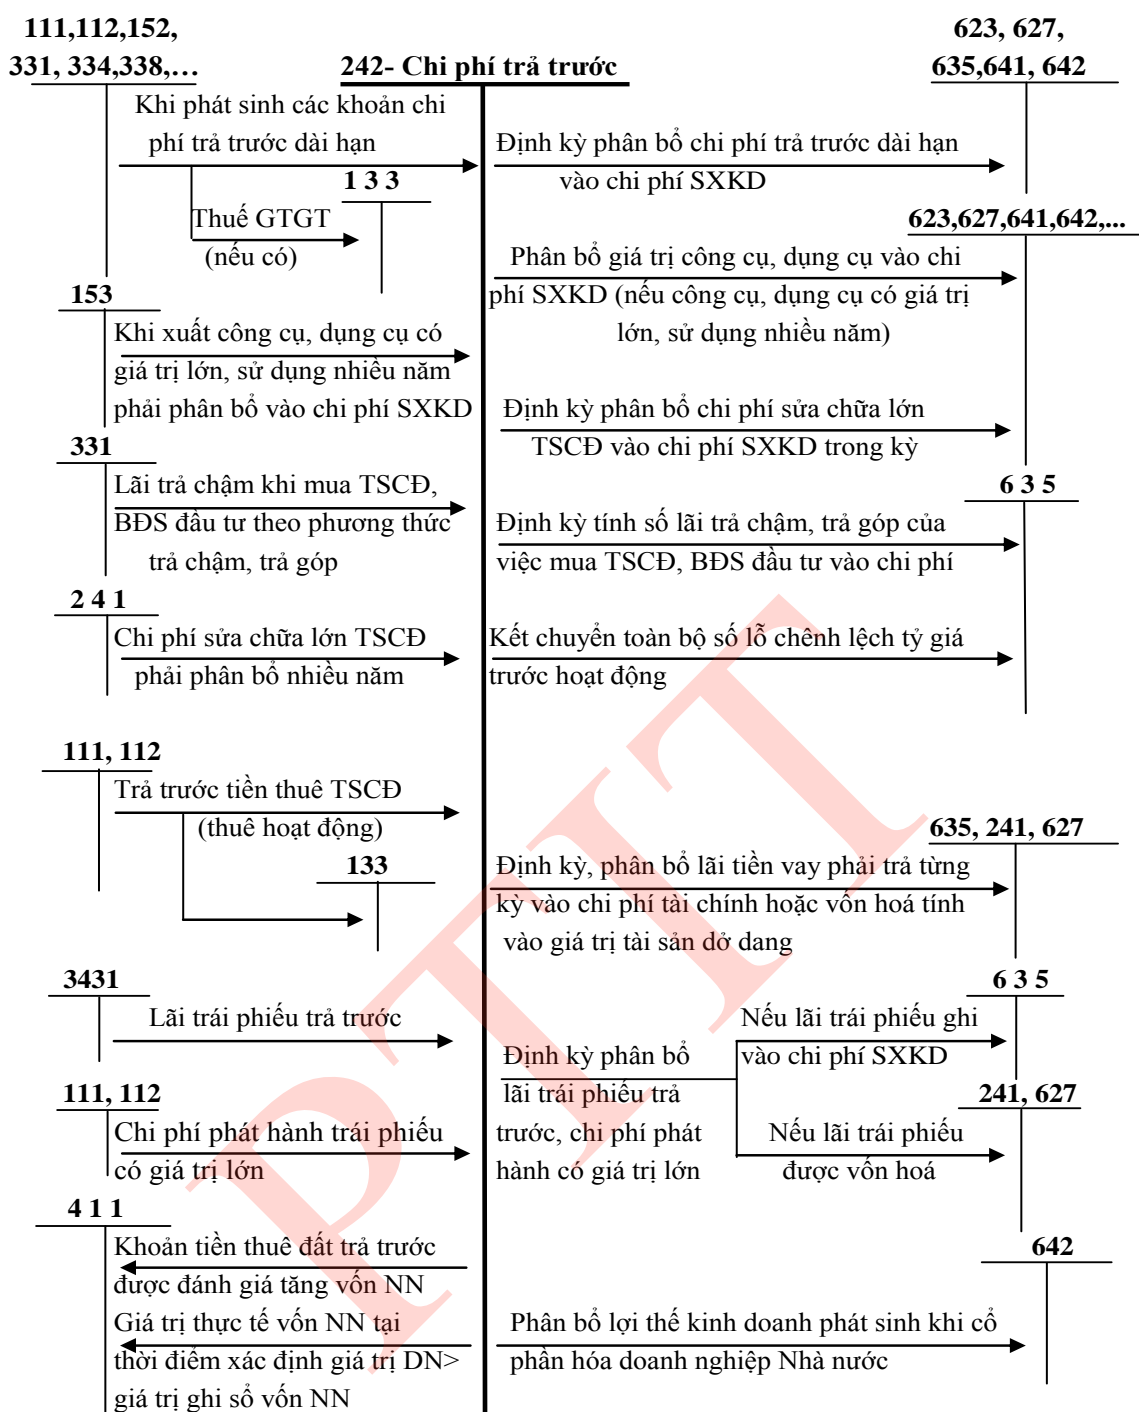 111,112,152,
331, 334,338,…
242- Chi phí trả trước
623, 627,
635,641, 642
Khi phát sinh các khoản chi
phí trả trước dài hạn
Định kỳ phân bổ chi phí trả trước dài hạn
vào chi phí SXKD
1 3 3
Thuế GTGT
(nếu có)
623,627,641,642,...
Phân bổ giá trị công cụ, dụng cụ vào chi
phí SXKD (nếu công cụ, dụng cụ có giá trị
lớn, sử dụng nhiều năm)
153
Khi xuất công cụ, dụng cụ có
giá trị lớn, sử dụng nhiều năm
phải phân bổ vào chi phí SXKD
Định kỳ phân bổ chi phí sửa chữa lớn
TSCĐ vào chi phí SXKD trong kỳ
331
Lãi trả chậm khi mua TSCĐ,
BĐS đầu tư theo phương thức
trả chậm, trả góp
6 3 5
Định kỳ tính số lãi trả chậm, trả góp của
việc mua TSCĐ, BĐS đầu tư vào chi phí
2 4 1
Chi phí sửa chữa lớn TSCĐ
phải phân bổ nhiều năm
Kết chuyển toàn bộ số lỗ chênh lệch tỷ giá
trước hoạt động
111, 112
Trả trước tiền thuê TSCĐ
(thuê hoạt động)
133
635, 241, 627
Định kỳ, phân bổ lãi tiền vay phải trả từng
kỳ vào chi phí tài chính hoặc vốn hoá tính
vào giá trị tài sản dở dang
3431
Lãi trái phiếu trả trước
6 3 5
Nếu lãi trái phiếu ghi
vào chi phí SXKD
Định kỳ phân bổ
lãi trái phiếu trả
trước, chi phí phát
hành có giá trị lớn
111, 112
Chi phí phát hành trái phiếu
có giá trị lớn
241, 627
Nếu lãi trái phiếu
được vốn hoá
4 1 1
Khoản tiền thuê đất trả trước
được đánh giá tăng vốn NN
Giá trị thực tế vốn NN tại
thời điểm xác định giá trị DN>
giá trị ghi sổ vốn NN
642
Phân bổ lợi thế kinh doanh phát sinh khi cổ
phần hóa doanh nghiệp Nhà nước
PTIT